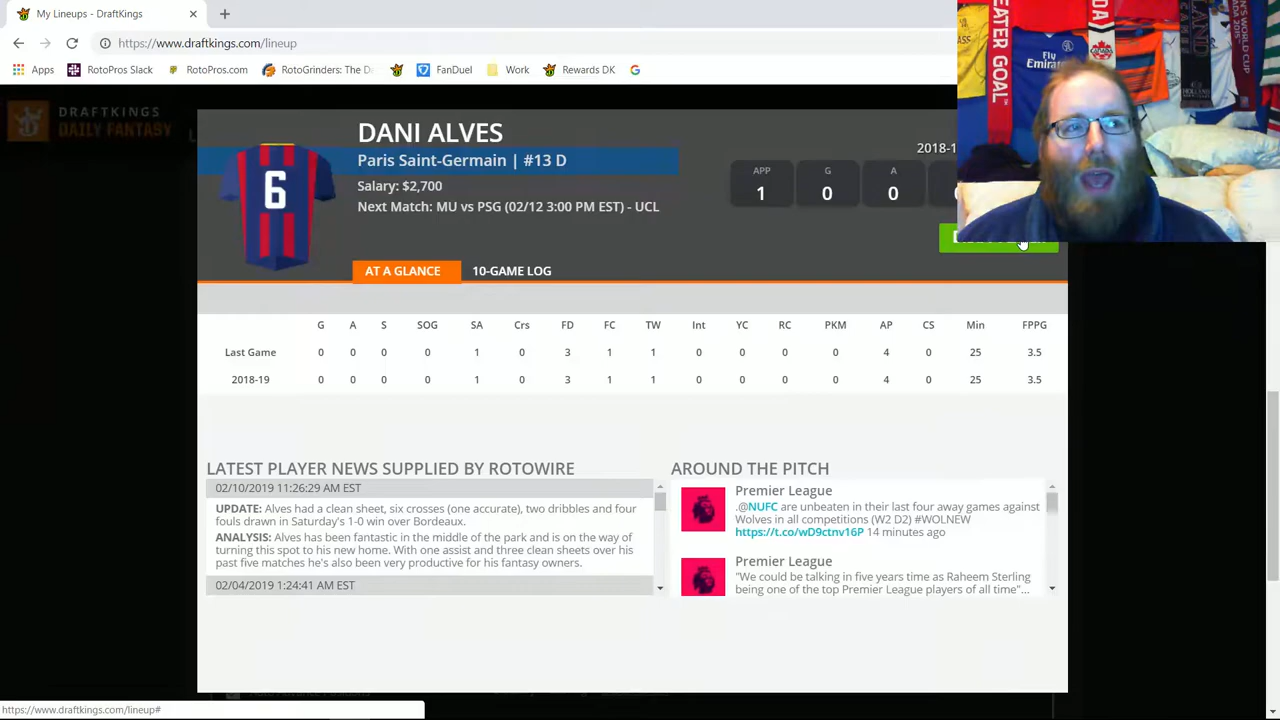 My Lineups - DraftKings
https://www.draftkings.com/lineup
Apps
RotoPros Slack
RotoPros.com
RotoGrinders: The Da
FanDuel
Work
Rewards DK
DRAFTKINGS
DAILY FANTASY
DANI ALVES
Paris Saint-Germain | #13 D
Salary: $2,700
Next Match: MU vs PSG (02/12 3:00 PM EST) - UCL
6
2018-1
APP G A
1 0 0
AT A GLANCE
10-GAME LOG
G A S SOG SA Crs FD FC TW Int YC RC PKM AP CS Min FPPG
Last Game 0 0 0 0 1 0 3 1 1 0 0 0 0 4 0 25 3.5
2018-19 0 0 0 0 1 0 3 1 1 0 0 0 0 4 0 25 3.5
LATEST PLAYER NEWS SUPPLIED BY ROTOWIRE
02/10/2019 11:26:29 AM EST
UPDATE: Alves had a clean sheet, six crosses (one accurate), two dribbles and four
fouls drawn in Saturday's 1-0 win over Bordeaux.
ANALYSIS: Alves has been fantastic in the middle of the park and is on the way of
turning this spot to his new home. With one assist and three clean sheets over his
past five matches he's also been very productive for his fantasy owners.
02/04/2019 1:24:41 AM EST
AROUND THE PITCH
Premier League
.@NUFC are unbeaten in their last four away games against
Wolves in all competitions (W2 D2) #WOLNEW
https://t.co/wD9ctnv16P 14 minutes ago
Premier League
"We could be talking in five years time as Raheem Sterling
being one of the top Premier League players of all time"...
https://www.draftkings.com/lineup#
EATER GOAL
Fly
Emirates